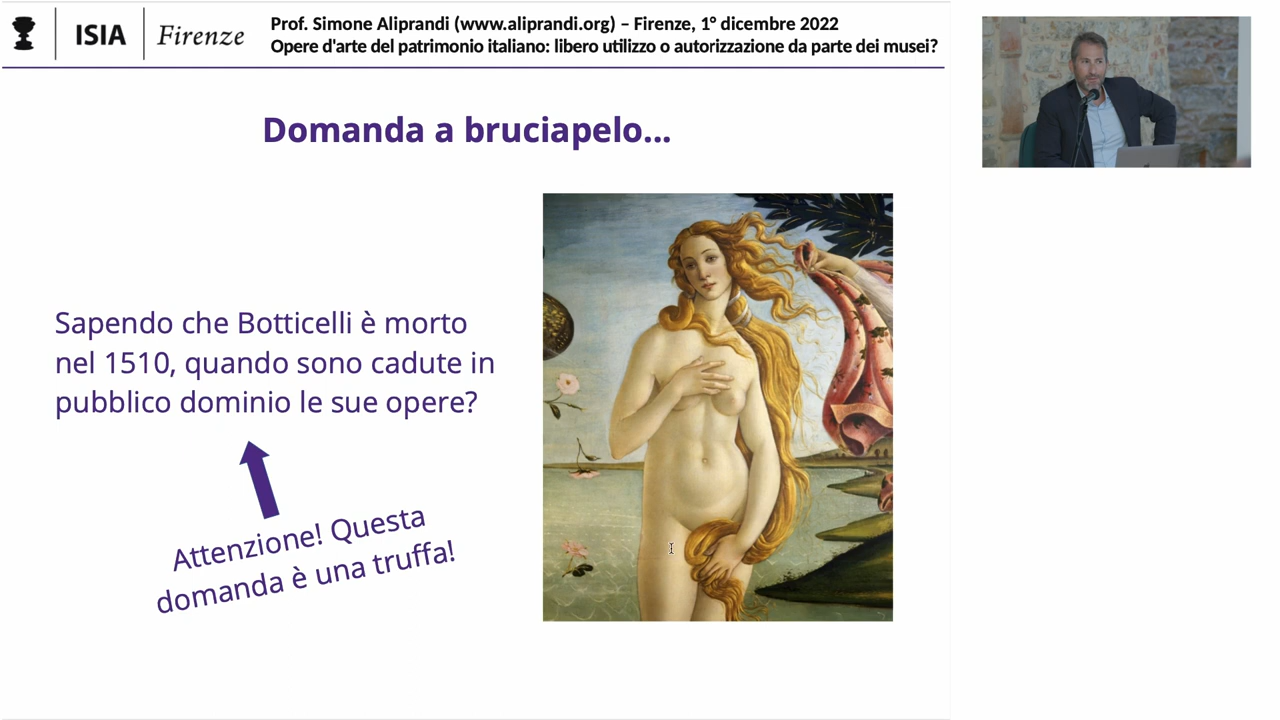 ISIA Firenze
Prof. Simone Aliprandi (www.aliprandi.org) – Firenze, 1° dicembre 2022
Opere d'arte del patrimonio italiano: libero utilizzo o autorizzazione da parte dei musei?
Domanda a bruciapelo...
Sapendo che Botticelli è morto
nel 1510, quando sono cadute in
pubblico dominio le sue opere?
Attenzione! Questa
domanda è una truffa!